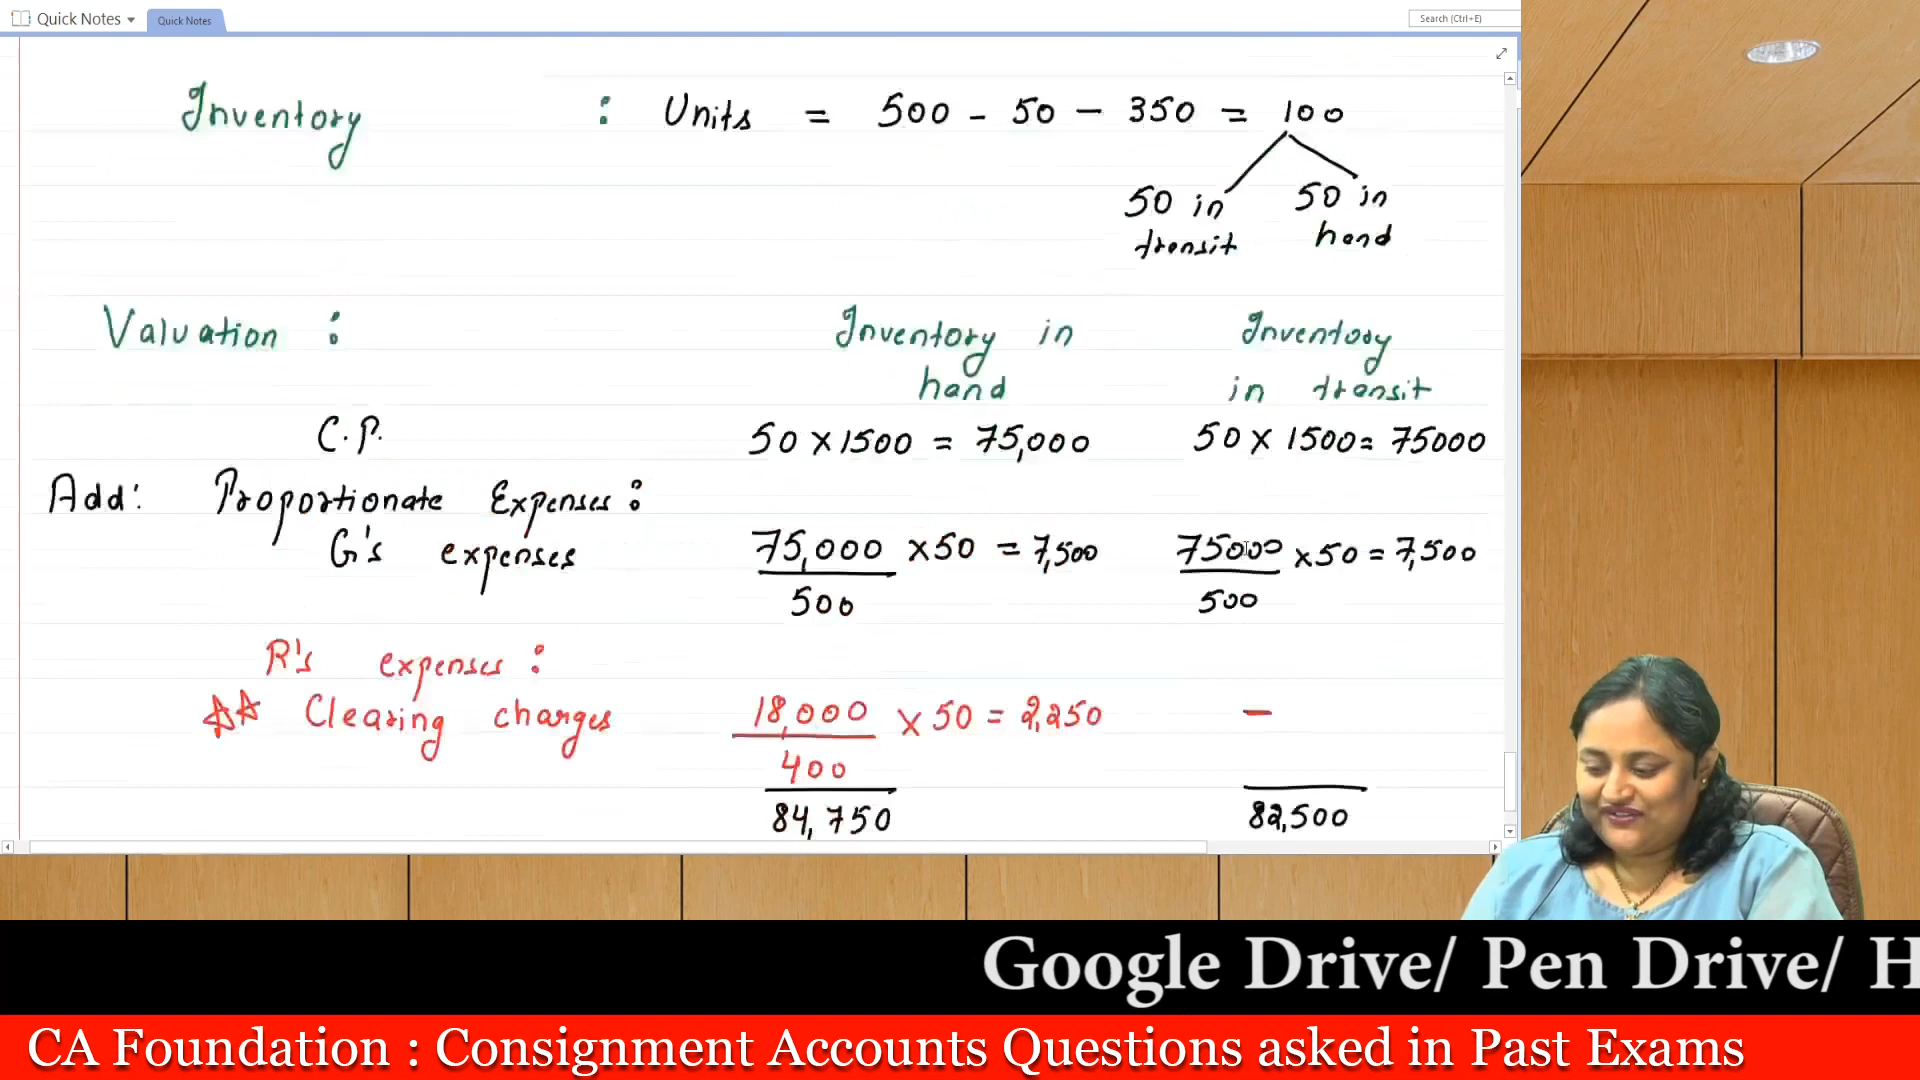 Quick Notes
Quick Notes
Search (Ctrl+E)
Inventory : Units = 500 - 50 - 350 = 100
50 in transit
50 in hand
Valuation :
Inventory in hand
Inventory in transit
C.P. 50 x 1500 = 75,000 50 x 1500 = 75000
Add: Proportionate Expenses:
G's expenses 75,000/500 x 50 = 7,500 75000/500 x 50 = 7,500
R's expenses:
Clearing charges 18,000/400 x 50 = 2,250 -
84,750 82,500
Google Drive/ Pen Drive/ H
CA Foundation : Consignment Accounts Questions asked in Past Exams